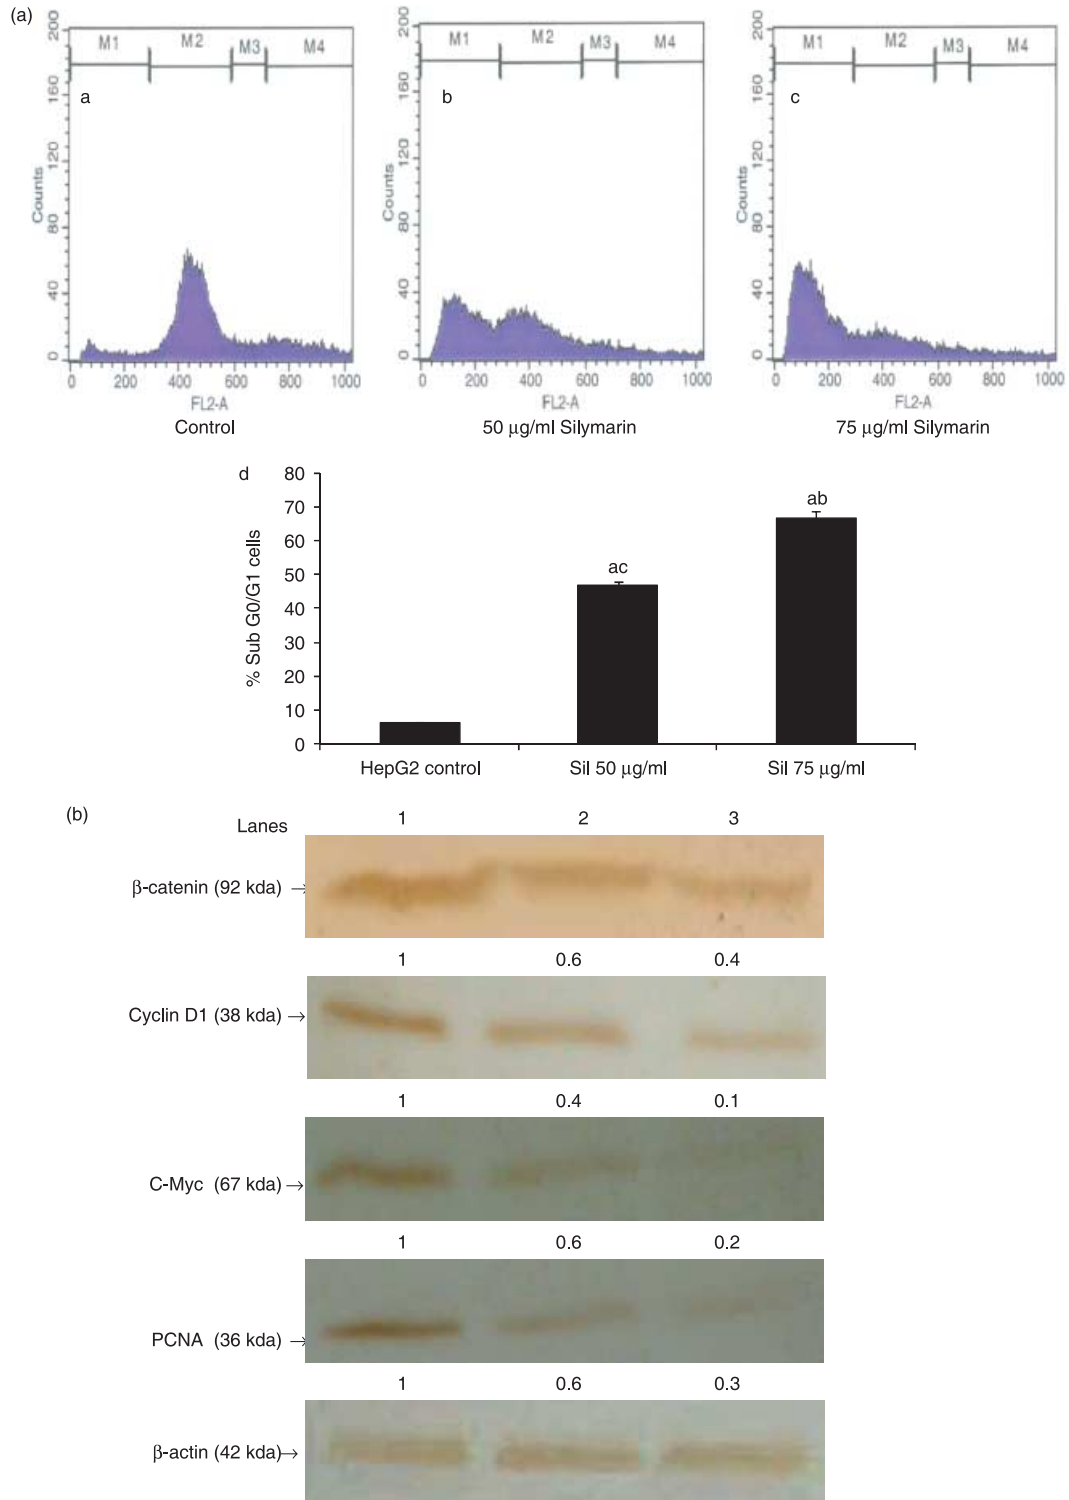 (a)
200
160
120
80
40
0
Counts
M1 M2 M3 M4
a
0 200 400 600 800 1000
FL2-A
Control
200
160
120
80
40
0
Counts
M1 M2 M3 M4
b
0 200 400 600 800 1000
FL2-A
50 μg/ml Silymarin
200
160
120
80
40
0
Counts
M1 M2 M3 M4
c
0 200 400 600 800 1000
FL2-A
75 μg/ml Silymarin
d
80
70
60
50
40
30
20
10
0
% Sub G0/G1 cells
ac
ab
HepG2 control Sil 50 μg/ml Sil 75 μg/ml
(b)
Lanes 1 2 3
β-catenin (92 kda) →
1 0.6 0.4
Cyclin D1 (38 kda) →
1 0.4 0.1
C-Myc (67 kda) →
1 0.6 0.2
PCNA (36 kda) →
1 0.6 0.3
β-actin (42 kda) →